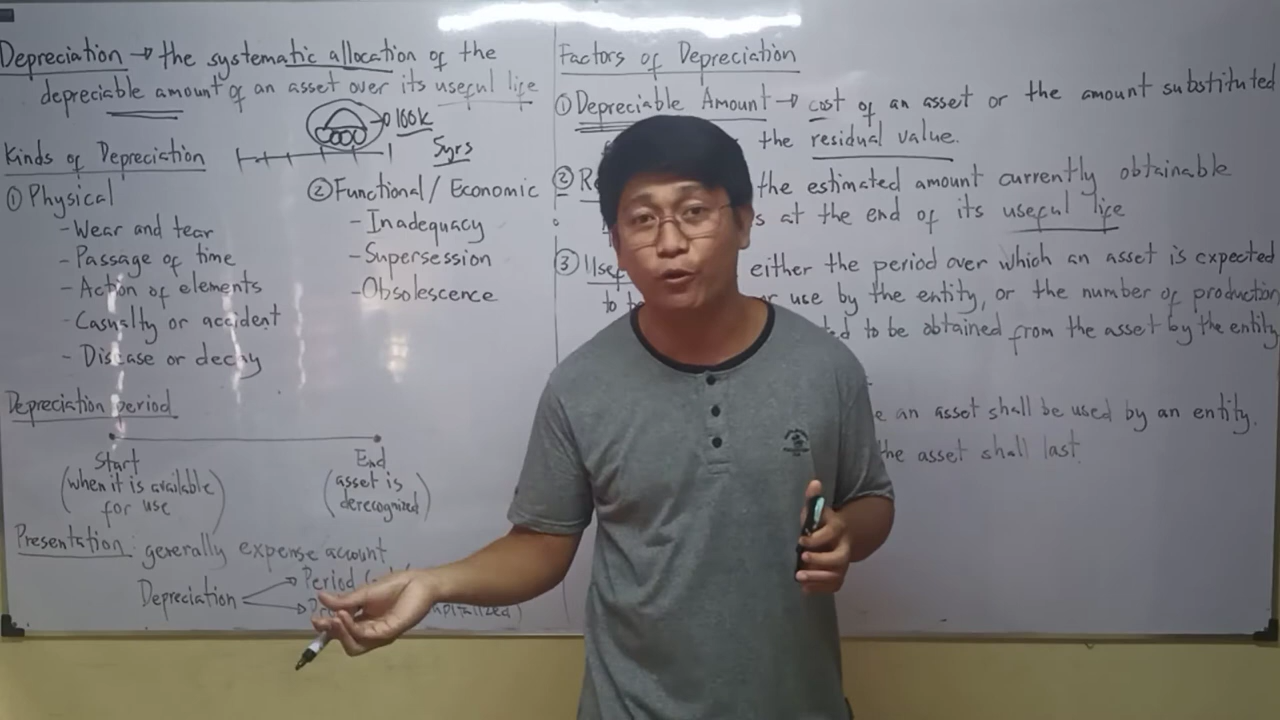 Depreciation → the systematic allocation of the
depreciable amount of an asset over its useful life
100k
5yrs
Kinds of Depreciation
① Physical
- Wear and tear
- Passage of time
- Action of elements
- Casualty or accident
- Disease or decay
② Functional / Economic
- Inadequacy
- Supersession
- Obsolescence
Depreciation period
Start
(when it is available
for use)
End
(asset is
derecognized)
Presentation: generally expense account
Depreciation
Period
Factors of Depreciation
① Depreciable Amount → cost of an asset or the amount substituted
the residual value.
② the estimated amount currently obtainable
at the end of its useful life
③ either the period over which an asset is expected
to use by the entity, or the number of production
to be obtained from the asset by the entity
an asset shall be used by an entity.
the asset shall last